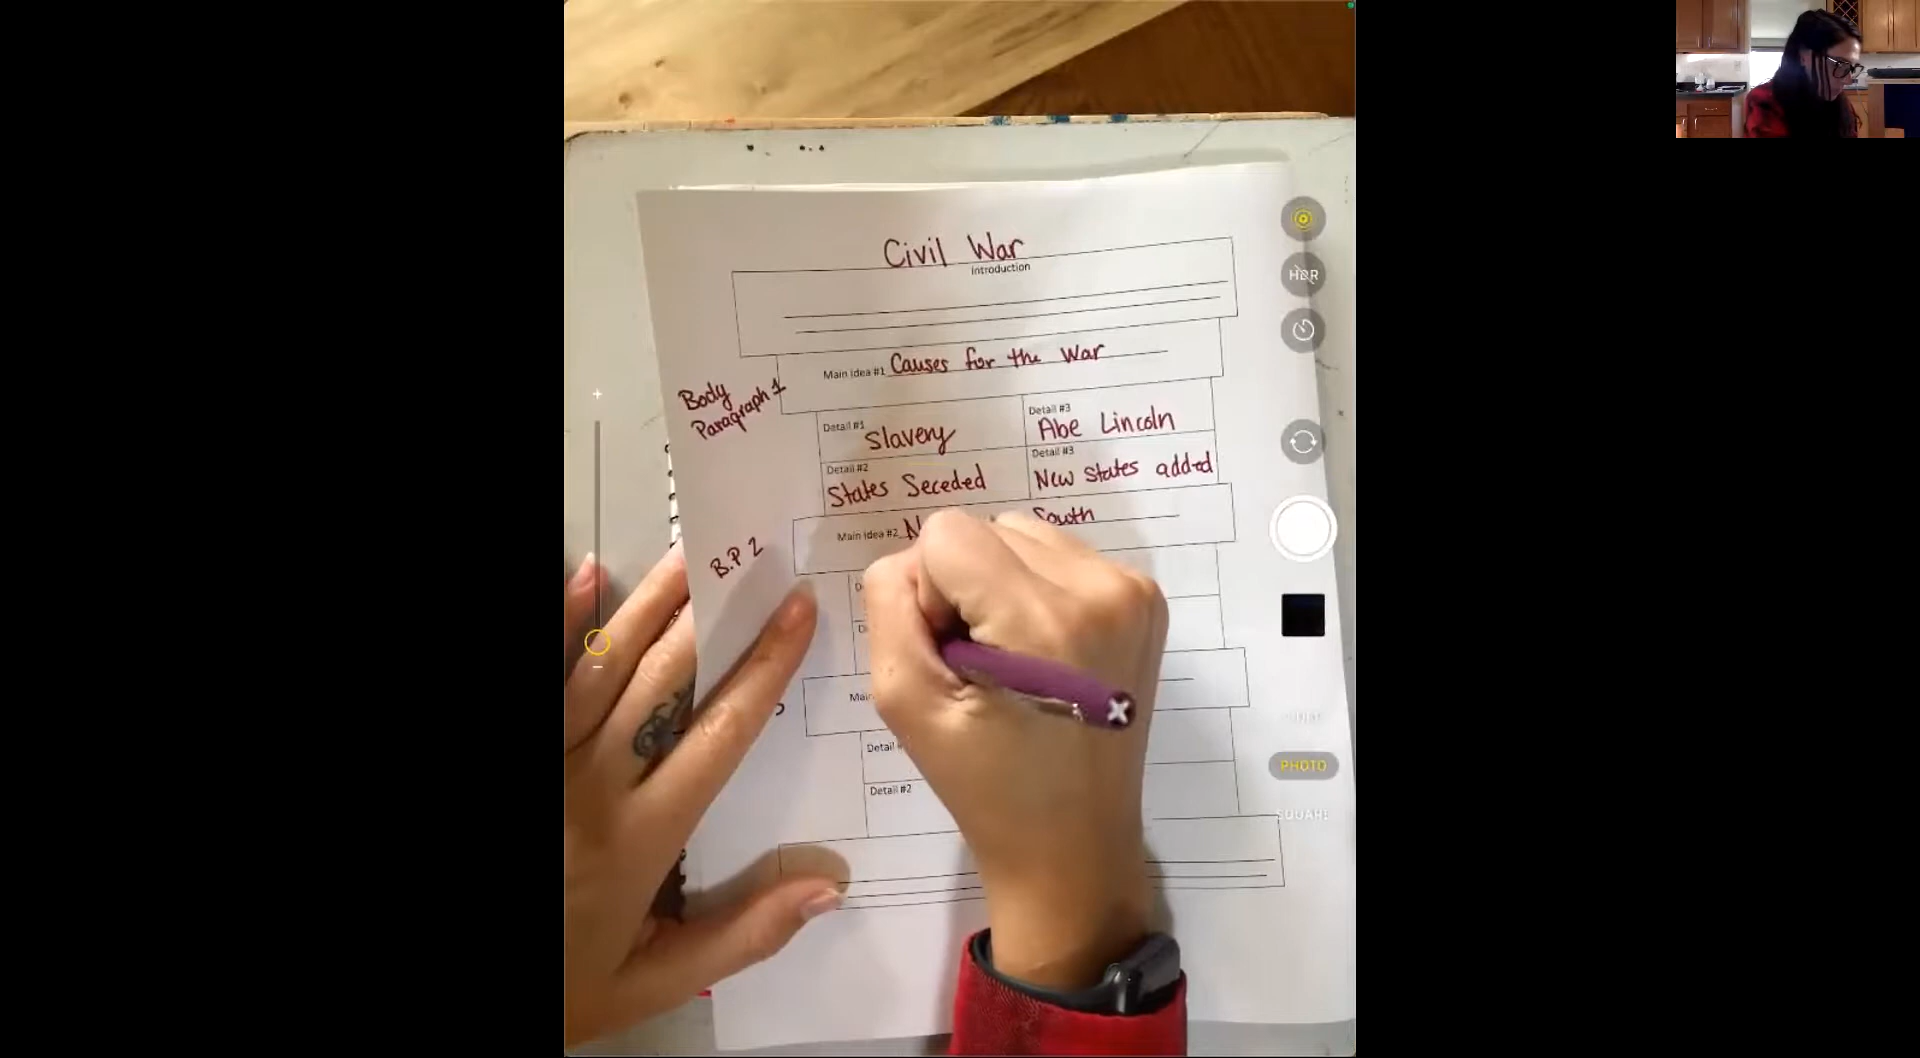 Civil War
Introduction
Main Idea #1 Causes for the War
Body
Paragraph 1
Detail #1 Slavery
Detail #3 Abe Lincoln
Detail #2 States Seceded
Detail #3 New States added
Main Idea #2 South
B.P 2
Detail
Detail #2
HDR
PHOTO
SQUARE